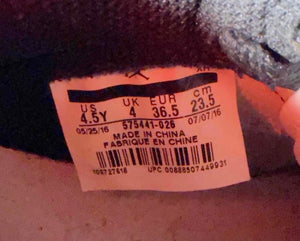 US UK EUR cm
4.5Y 4 36.5 23.5
05/25/16 575441-026 07/07/16
MADE IN CHINA
FABRIQUE EN CHINE
UPC 00888507449931